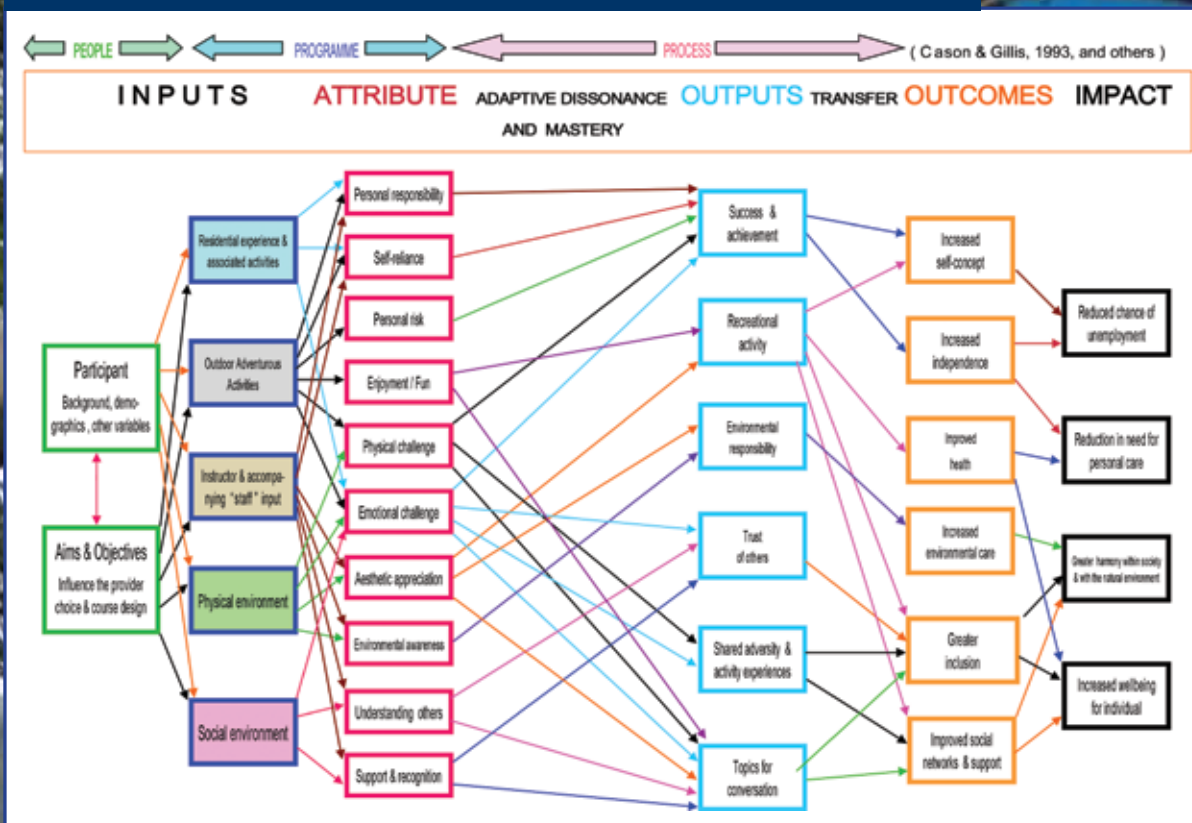 PEOPLE
PROGRAMME
PROCESS
( Cason & Gillis, 1993, and others )
INPUTS
ATTRIBUTE
ADAPTIVE DISSONANCE
AND MASTERY
OUTPUTS
TRANSFER
OUTCOMES
IMPACT
Participant
Background, demo-
graphics , other variables
Aims & Objectives
Influence the provider
choice & course design
Residential experience &
associated activities
Outdoor Adventurous
Activities
Instructor & accompa-
nying "staff" input
Physical environment
Social environment
Personal responsibility
Self-reliance
Personal risk
Enjoyment / Fun
Physical challenge
Emotional challenge
Aesthetic appreciation
Environmental awareness
Understanding others
Support & recognition
Success &
achievement
Recreational
activity
Environmental
responsibility
Trust
of others
Shared adversity &
activity experiences
Topics for
conversation
Increased
self-concept
Increased
independence
Improved
health
Increased
environmental care
Greater
inclusion
Improved social
networks & support
Reduced chance of
unemployment
Reduction in need for
personal care
Greater harmony within society
& with the natural environment
Increased wellbeing
for individual